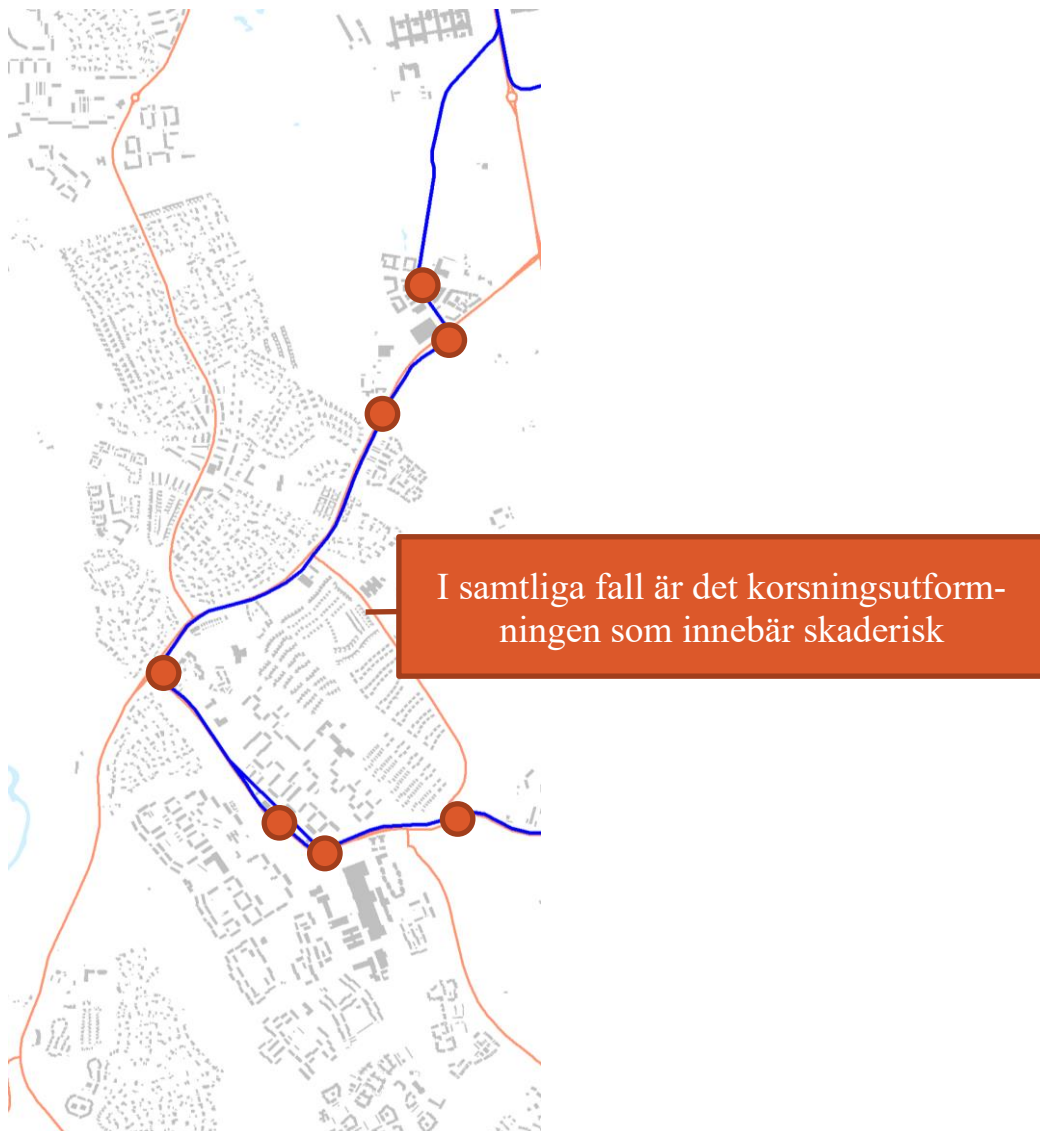 I samtliga fall är det korsningsutform-
ningen som innebär skaderisk